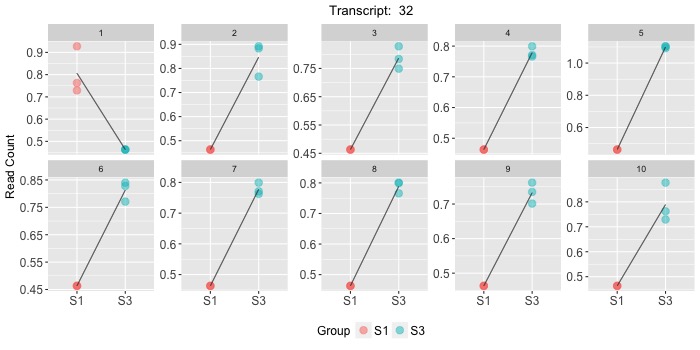 Transcript: 32
1 2 3 4 5
0.9 0.8 0.7 0.6 0.5
0.9 0.8 0.7 0.6 0.5
0.75 0.65 0.55 0.45
0.8 0.7 0.6 0.5
1.0 0.8 0.6
Read Count
6 7 8 9 10
0.85 0.75 0.65 0.55 0.45
0.8 0.7 0.6 0.5
0.8 0.7 0.6 0.5
0.7 0.6 0.5
0.8 0.7 0.6 0.5
S1 S3 S1 S3 S1 S3 S1 S3 S1 S3
Group S1 S3